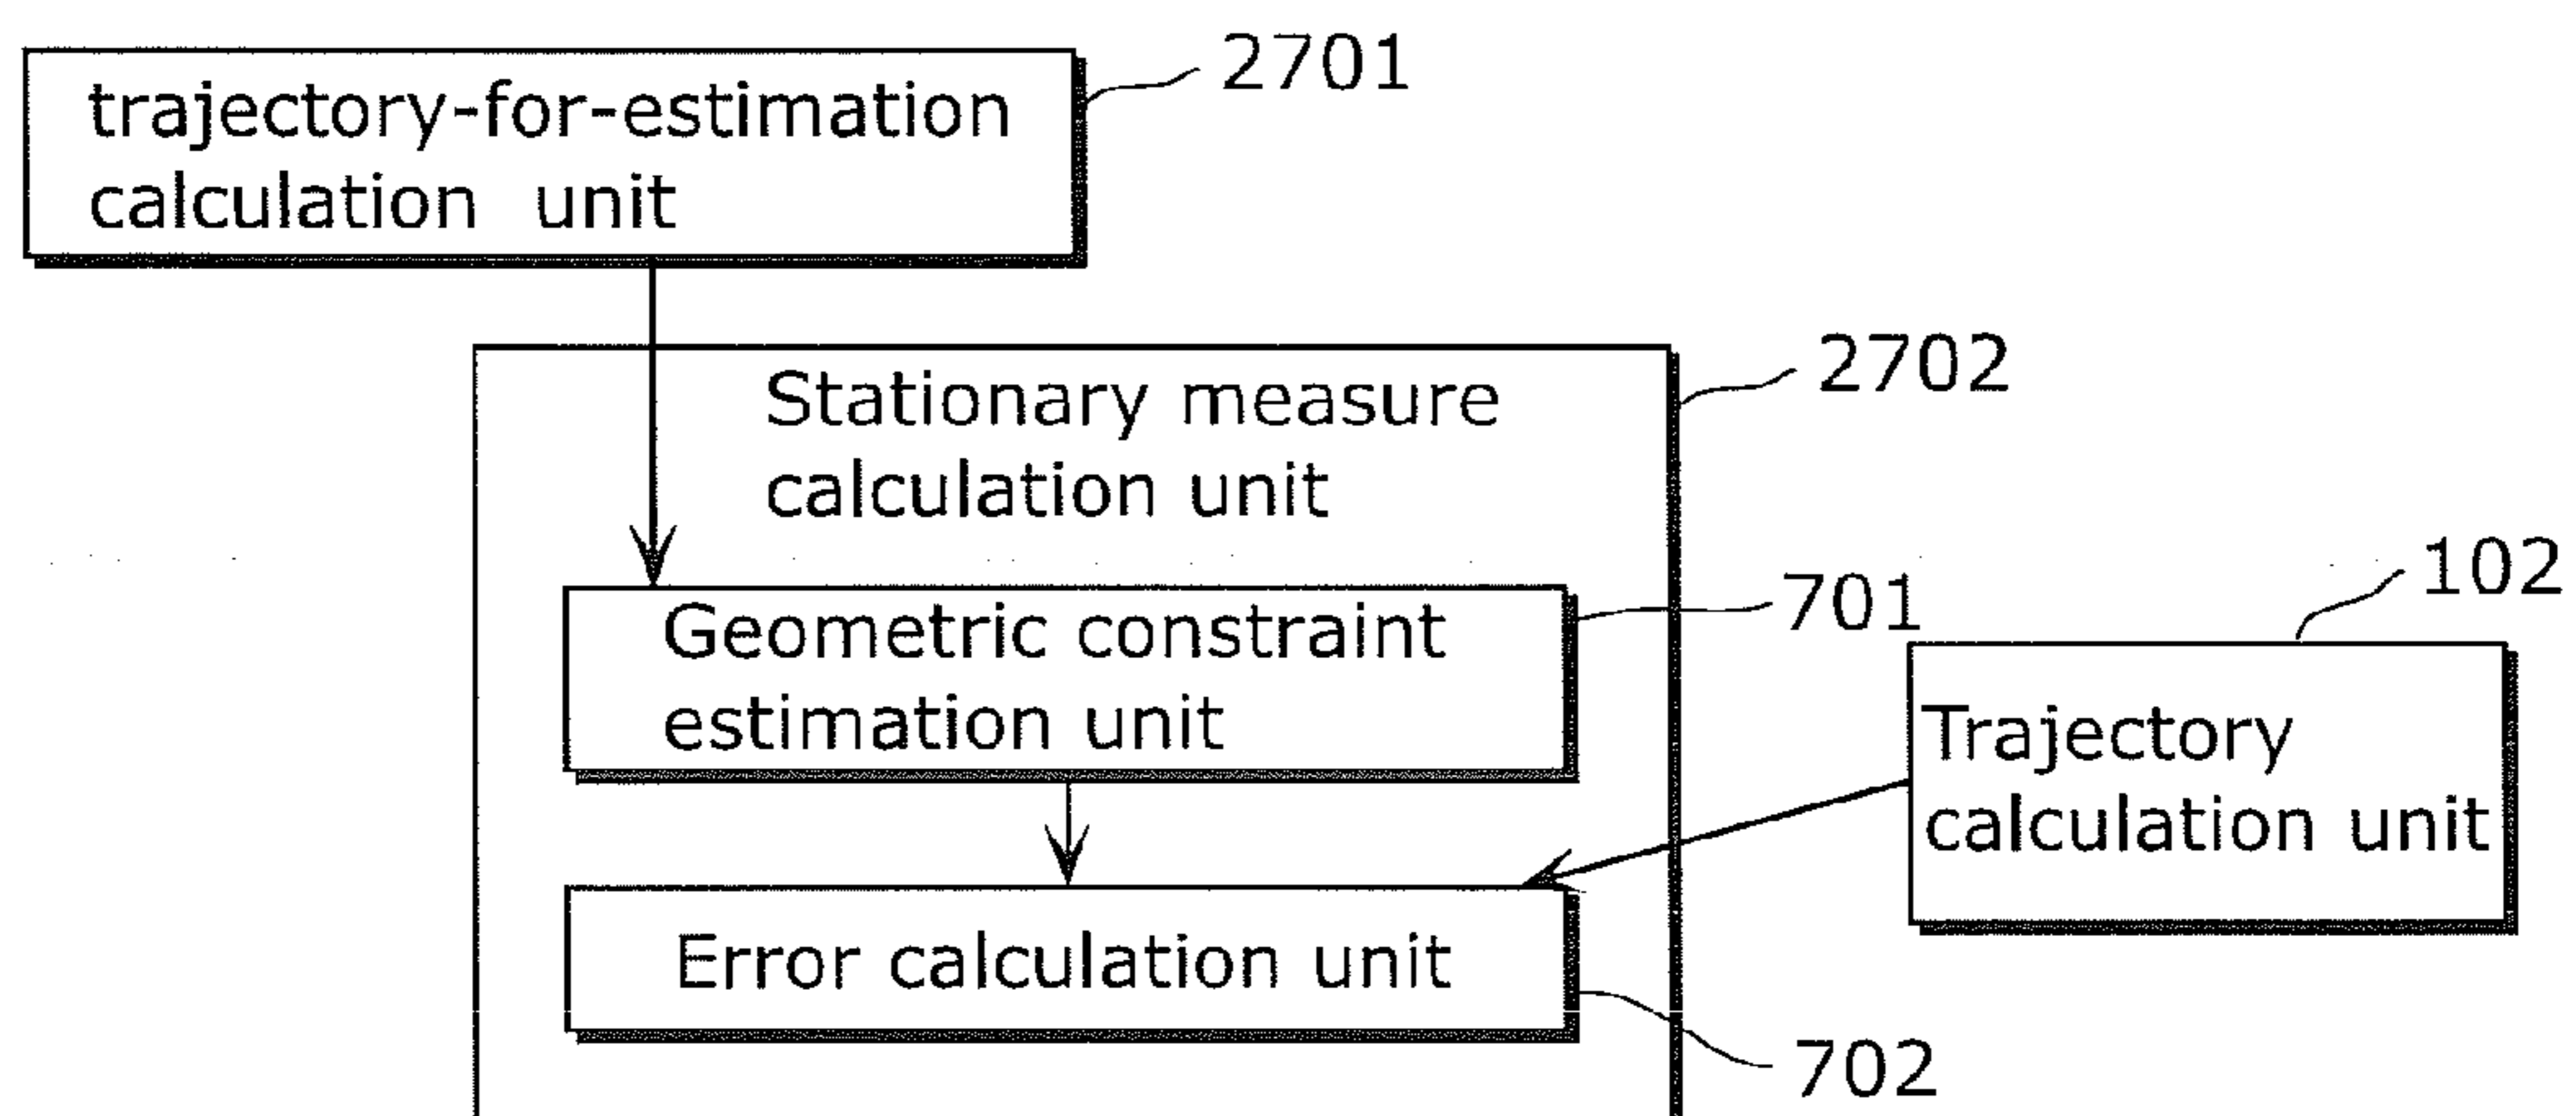 trajectory-for-estimation
calculation unit
2701
Stationary measure
calculation unit
2702
Geometric constraint
estimation unit
701
Trajectory
calculation unit
102
Error calculation unit
702